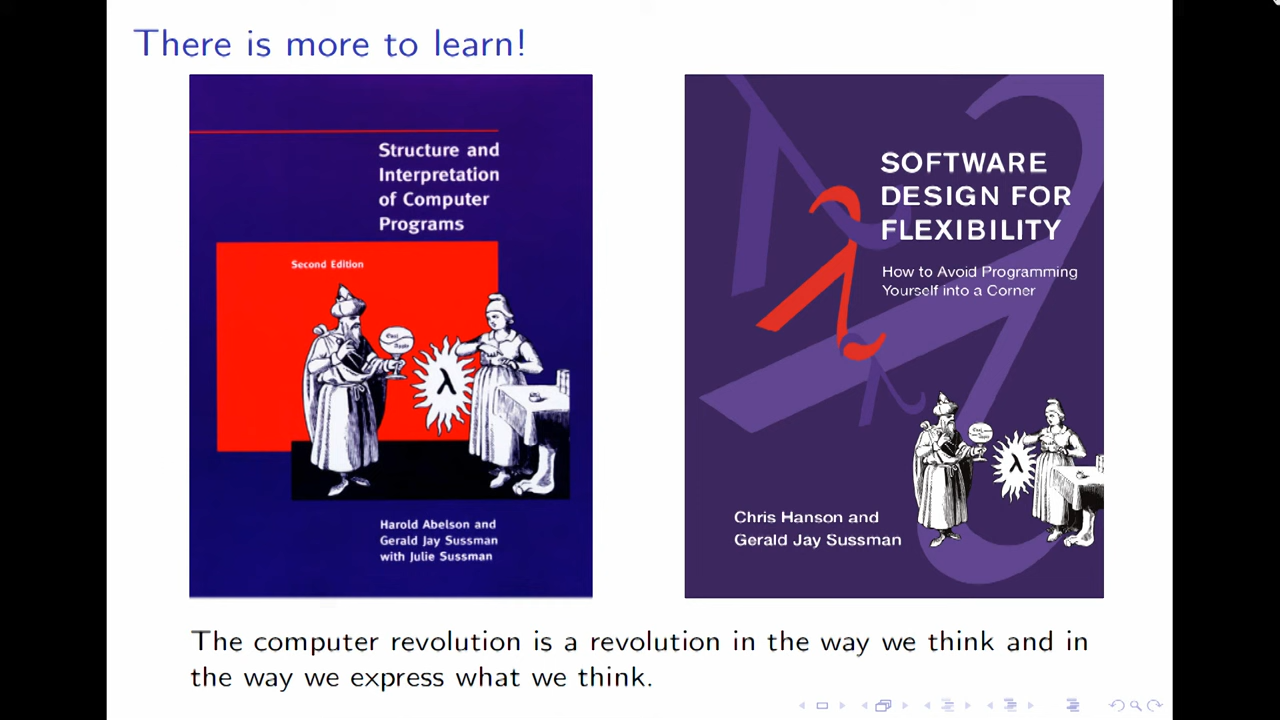 There is more to learn!
Structure and
Interpretation
of Computer
Programs
Second Edition
λ
Harold Abelson and
Gerald Jay Sussman
with Julie Sussman
SOFTWARE
DESIGN FOR
FLEXIBILITY
How to Avoid Programming
Yourself into a Corner
λ
Chris Hanson and
Gerald Jay Sussman
The computer revolution is a revolution in the way we think and in
the way we express what we think.